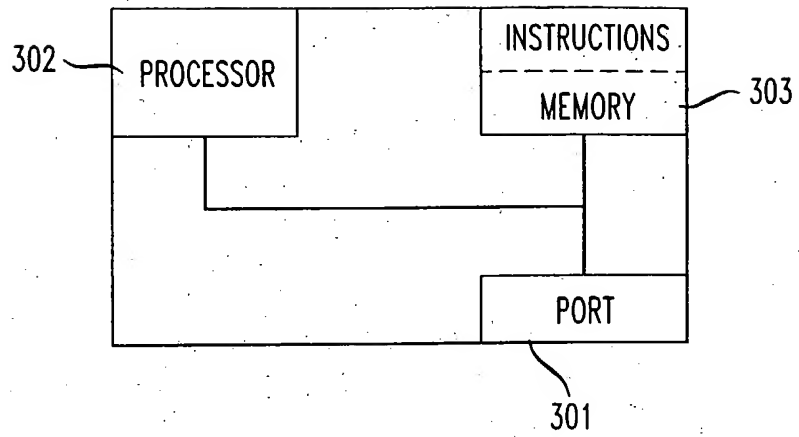 302
PROCESSOR
INSTRUCTIONS
MEMORY
303
PORT
301